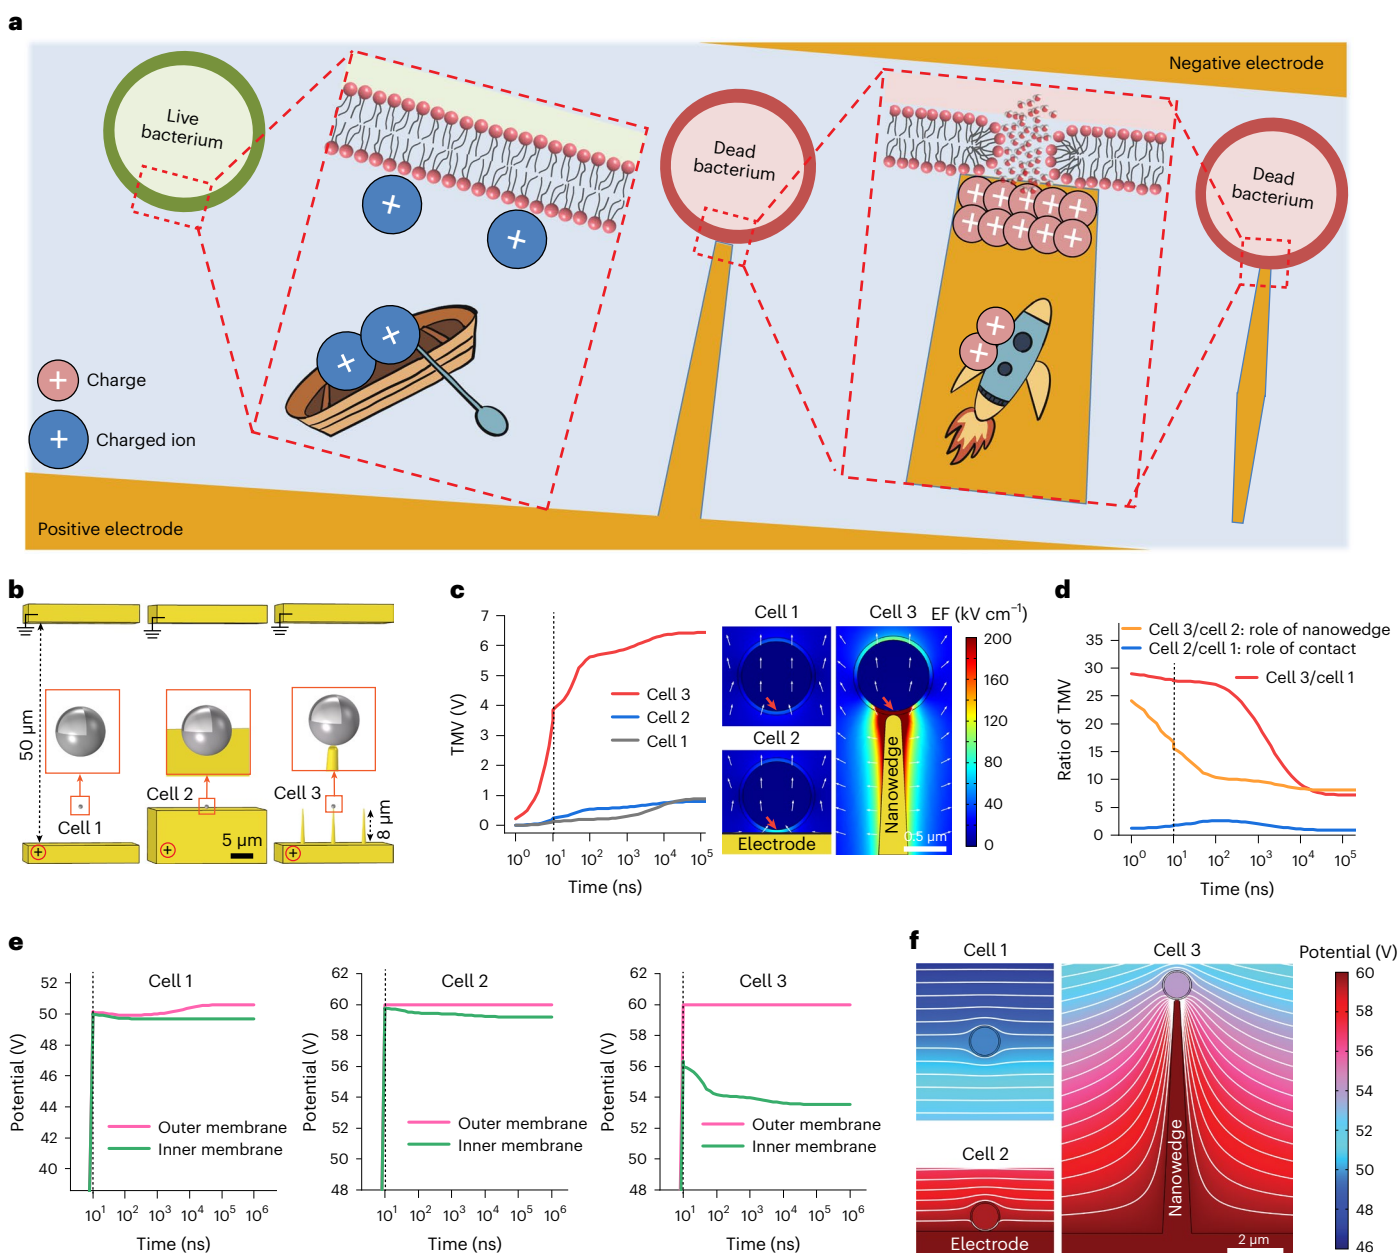 a
Negative electrode
Live
bacterium
Dead
bacterium
Dead
bacterium
+
+
+
+
+ + + + +
+ + + + +
+
+
+ Charge
+ Charged ion
Positive electrode
b
50 µm
Cell 1
Cell 2
Cell 3
5 µm
8 µm
+
+
+
c
TMV (V)
7
6
5
4
3
2
1
0
10⁰ 10¹ 10² 10³ 10⁴ 10⁵
Time (ns)
Cell 3
Cell 2
Cell 1
Cell 1
Cell 2
Electrode
Cell 3
Nanowedge
0.5 µm
EF (kV cm⁻¹)
200
160
120
80
40
0
d
Ratio of TMV
35
30
25
20
15
10
5
0
10⁰ 10¹ 10² 10³ 10⁴ 10⁵
Time (ns)
Cell 3/cell 2: role of nanowedge
Cell 2/cell 1: role of contact
Cell 3/cell 1
e
Cell 1
Potential (V)
52
50
48
46
44
42
40
Outer membrane
Inner membrane
10¹ 10² 10³ 10⁴ 10⁵ 10⁶
Time (ns)
Cell 2
Potential (V)
62
60
58
56
54
52
50
48
Outer membrane
Inner membrane
10¹ 10² 10³ 10⁴ 10⁵ 10⁶
Time (ns)
Cell 3
Potential (V)
62
60
58
56
54
52
50
48
Outer membrane
Inner membrane
10¹ 10² 10³ 10⁴ 10⁵ 10⁶
Time (ns)
f
Cell 1
Cell 2
Electrode
Cell 3
Nanowedge
2 µm
Potential (V)
60
58
56
54
52
50
48
46